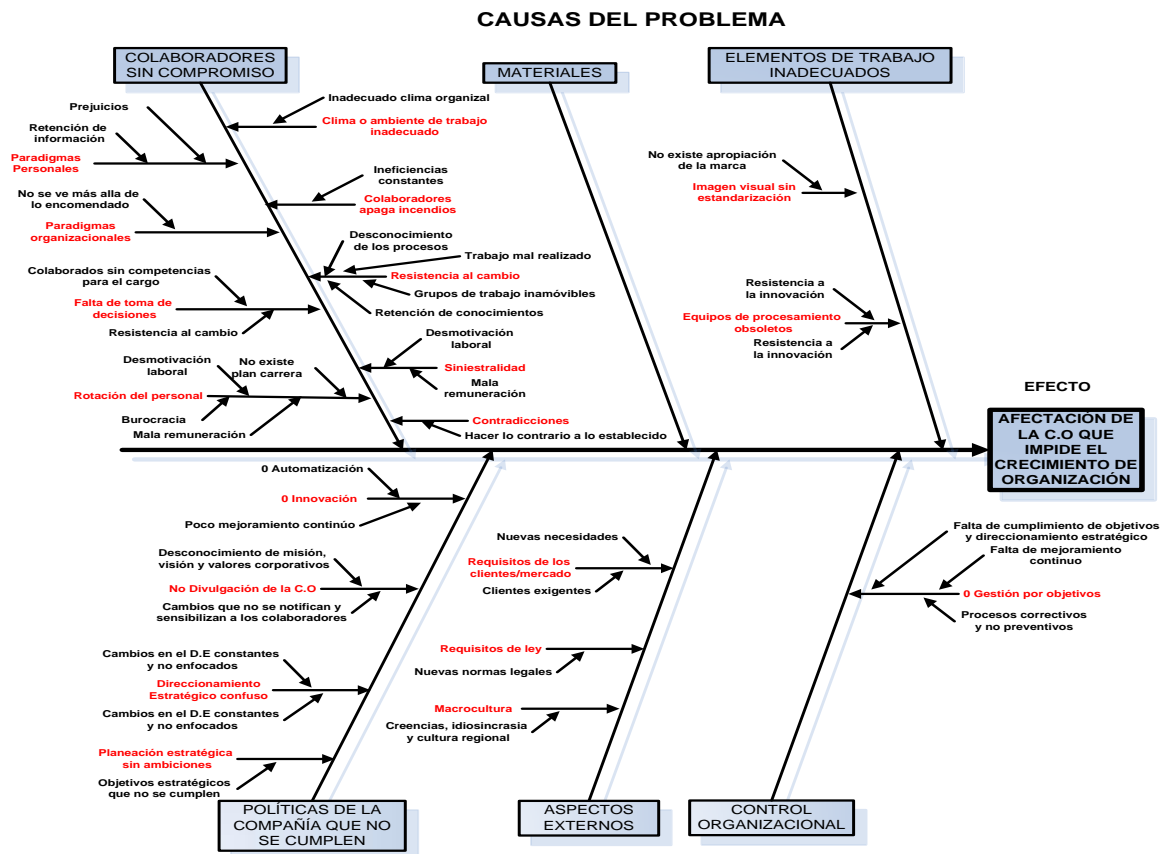 CAUSAS DEL PROBLEMA
COLABORADORES
SIN COMPROMISO
MATERIALES
ELEMENTOS DE TRABAJO
INADECUADOS
Prejuicios
Retención de
información
Paradigmas
Personales
Inadecuado clima organizal
Clima o ambiente de trabajo
inadecuado
No se ve más alla de
lo encomendado
Paradigmas
organizacionales
Ineficiencias
constantes
Colaboradores
apaga incendios
Colaborados sin competencias
para el cargo
Falta de toma de
decisiones
Resistencia al cambio
Desconocimiento
de los procesos
Trabajo mal realizado
Resistencia al cambio
Grupos de trabajo inamóvibles
Retención de conocimientos
Desmotivación
laboral
No existe
plan carrera
Rotación del personal
Burocracia
Mala remuneración
Desmotivación
laboral
Siniestralidad
Mala
remuneración
Contradicciones
Hacer lo contrario a lo establecido
No existe apropiación
de la marca
Imagen visual sin
estandarización
Resistencia a
la innovación
Equipos de procesamiento
obsoletos
Resistencia a
la innovación
EFECTO
AFECTACIÓN DE
LA C.O QUE
IMPIDE EL
CRECIMIENTO DE
ORGANIZACIÓN
0 Automatización
0 Innovación
Poco mejoramiento continúo
Desconocimiento de misión,
visión y valores corporativos
No Divulgación de la C.O
Cambios que no se notifican y
sensibilizan a los colaboradores
Cambios en el D.E constantes
y no enfocados
Direccionamiento
Estratégico confuso
Cambios en el D.E constantes
y no enfocados
Planeación estratégica
sin ambiciones
Objetivos estratégicos
que no se cumplen
Nuevas necesidades
Requisitos de los
clientes/mercado
Clientes exigentes
Requisitos de ley
Nuevas normas legales
Macrocultura
Creencias, idiosincrasia
y cultura regional
Falta de cumplimiento de objetivos
y direccionamiento estratégico
Falta de mejoramiento
continuo
0 Gestión por objetivos
Procesos correctivos
y no preventivos
POLÍTICAS DE LA
COMPAÑÍA QUE NO
SE CUMPLEN
ASPECTOS
EXTERNOS
CONTROL
ORGANIZACIONAL